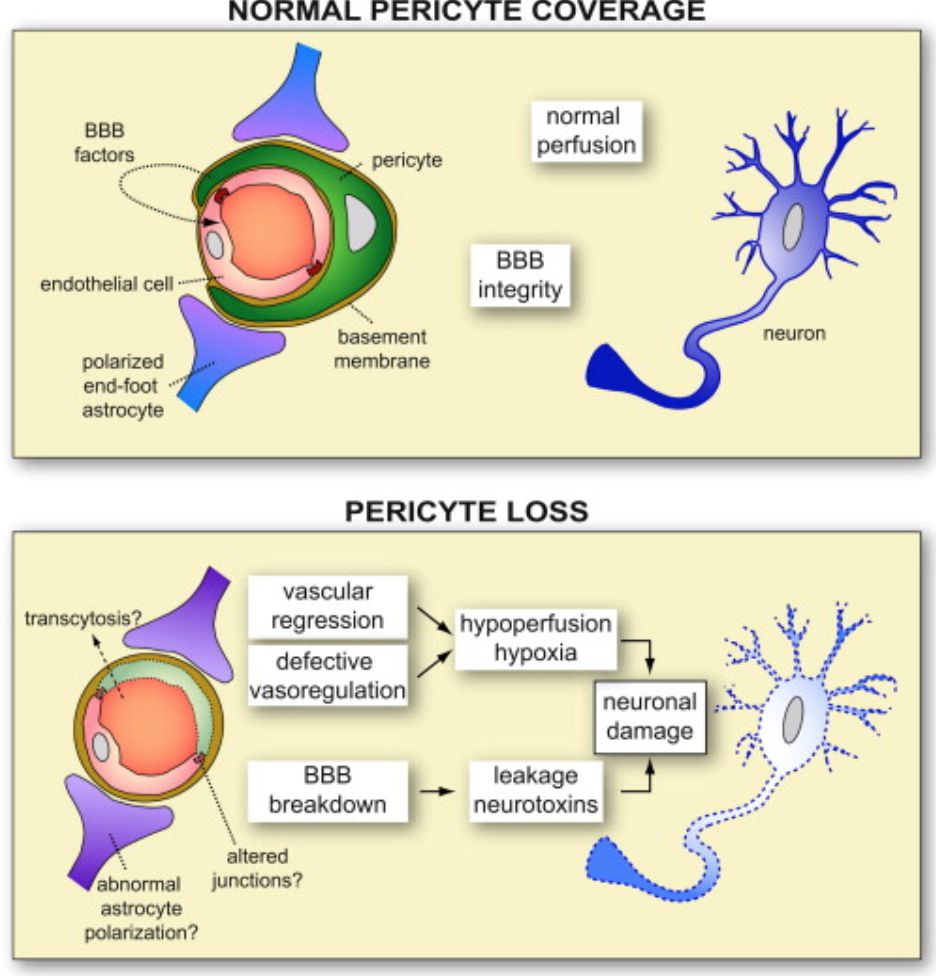 NORMAL PERICYTE COVERAGE
BBB
factors
pericyte
endothelial cell
basement
membrane
polarized
end-foot
astrocyte
normal
perfusion
BBB
integrity
neuron
PERICYTE LOSS
transcytosis?
vascular
regression
defective
vasoregulation
hypoperfusion
hypoxia
neuronal
damage
BBB
breakdown
leakage
neurotoxins
altered
junctions?
abnormal
astrocyte
polarization?